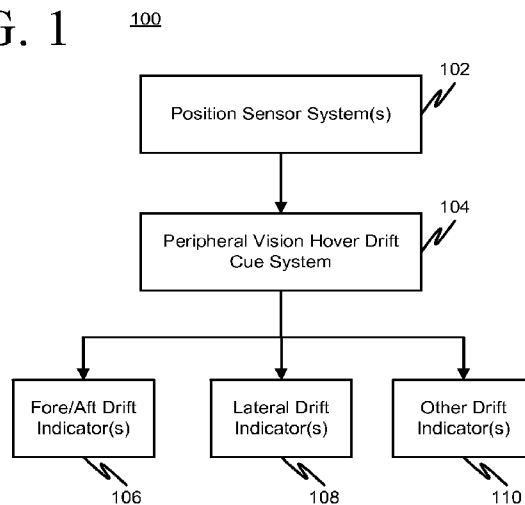 G. 1
100
102
Position Sensor System(s)
104
Peripheral Vision Hover Drift
Cue System
Fore/Aft Drift
Indicator(s)
Lateral Drift
Indicator(s)
Other Drift
Indicator(s)
106
108
110